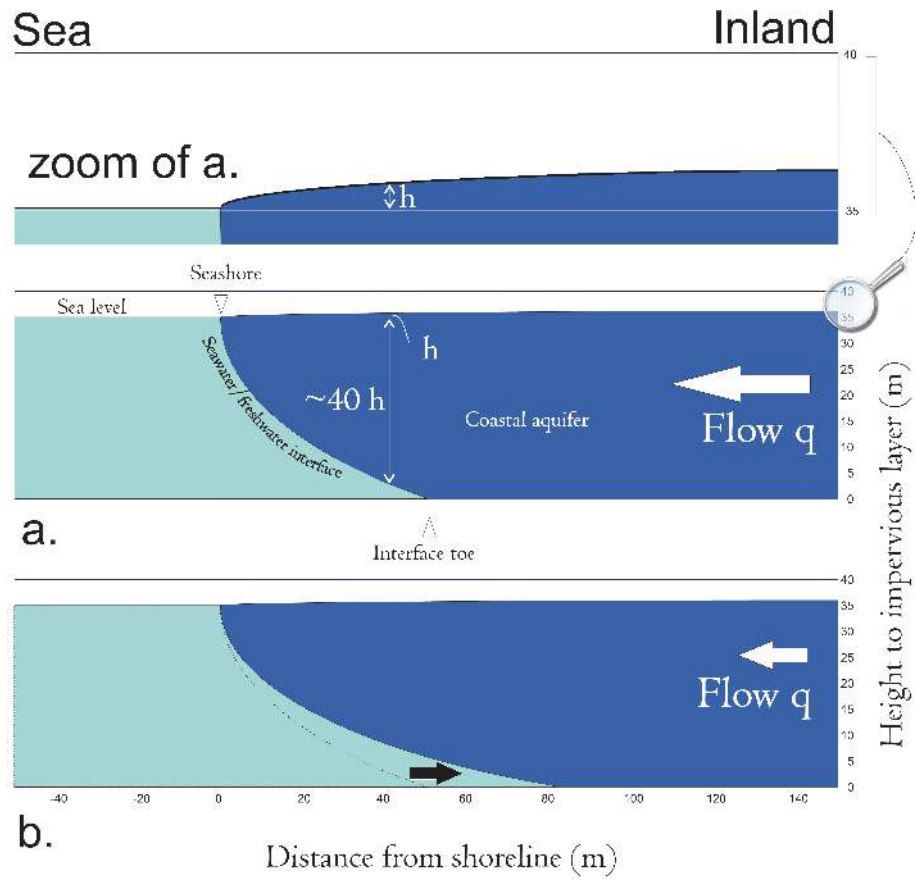 Sea
Inland
40
zoom of a.
h
35
Seashore
Sea level
40
35
h
30
25
~40 h
20
Coastal aquifer
Flow q
15
10
5
0
Seawater/freshwater interface
a.
Interface toe
Height to impervious layer (m)
40
35
30
25
Flow q
20
15
10
5
0
-40 -20 0 20 40 60 80 100 120 140
b.
Distance from shoreline (m)